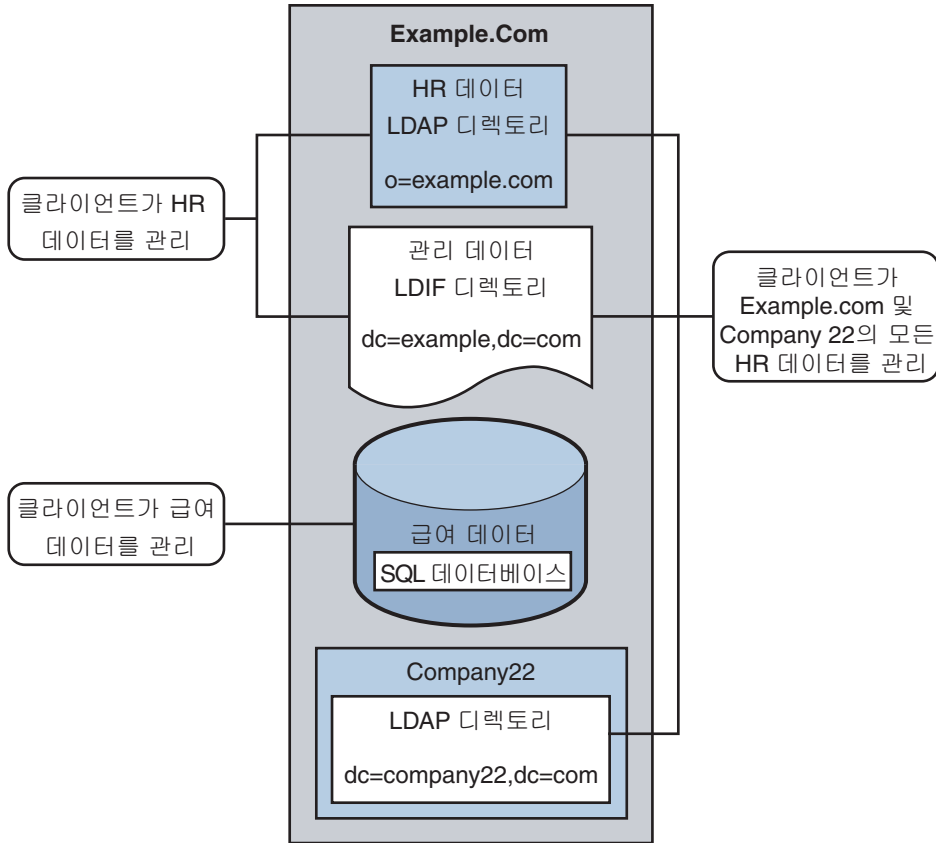 Example.Com
HR 데이터
LDAP 디렉토리
o=example.com
클라이언트가 HR
데이터를 관리
관리 데이터
LDIF 디렉토리
dc=example,dc=com
클라이언트가
Example.com 및
Company 22의 모든
HR 데이터를 관리
클라이언트가 급여
데이터를 관리
급여 데이터
SQL 데이터베이스
Company22
LDAP 디렉토리
dc=company22,dc=com